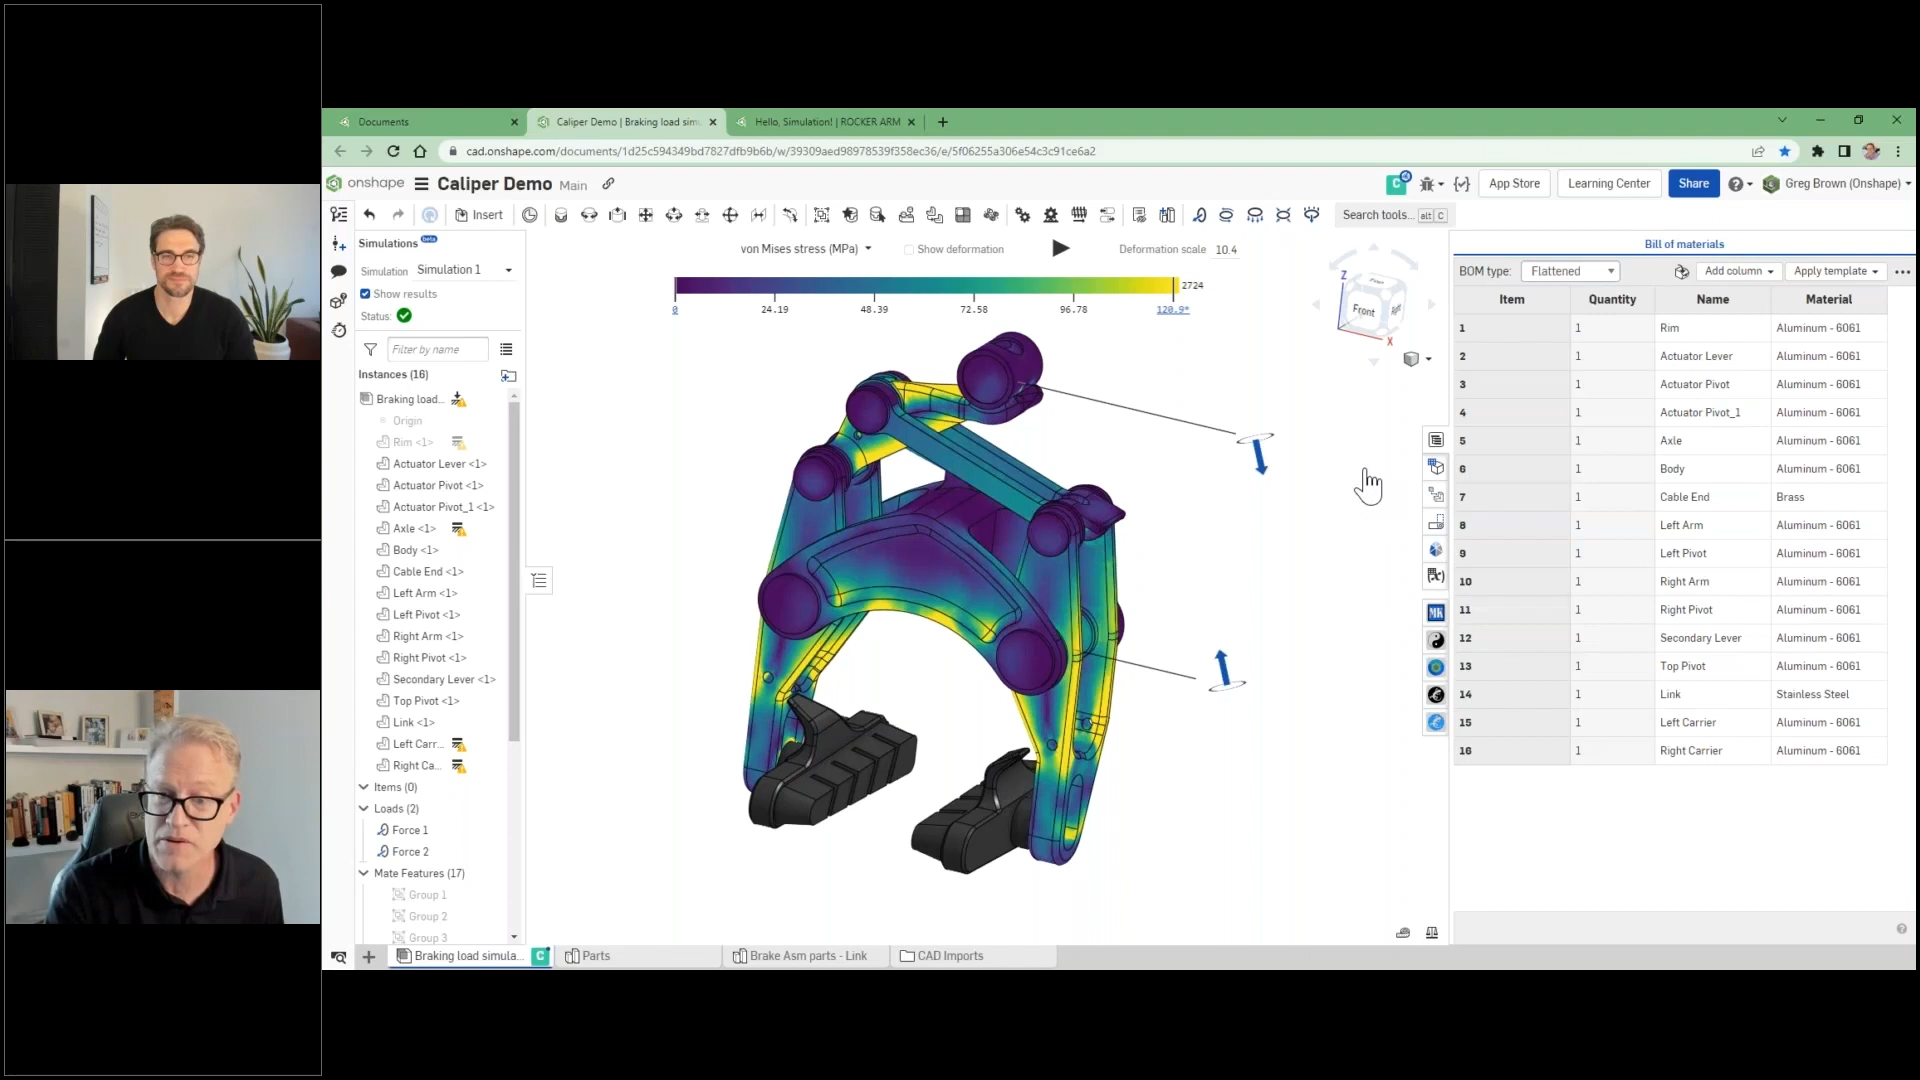 Documents
Caliper Demo | Braking load sim
Hello, Simulation! | ROCKER ARM
cad.onshape.com/documents/1d25c594349bd7827dfb9b6b/w/39309aed98978539f358ec36/e/5f06255a306e54c3c91ce6a2
onshape Caliper Demo Main
App Store Learning Center Share Greg Brown (Onshape)
Insert Search tools... alt C
Simulations beta
Simulation Simulation 1
Show results
Status:
Filter by name
Instances (16)
Braking load...
Origin
Rim <1>
Actuator Lever <1>
Actuator Pivot <1>
Actuator Pivot_1 <1>
Axle <1>
Body <1>
Cable End <1>
Left Arm <1>
Left Pivot <1>
Right Arm <1>
Right Pivot <1>
Secondary Lever <1>
Top Pivot <1>
Link <1>
Left Carr...
Right Ca...
Items (0)
Loads (2)
Force 1
Force 2
Mate Features (17)
Group 1
Group 2
Group 3
von Mises stress (MPa) Show deformation Deformation scale 10.4
2724
0 24.19 48.39 72.58 96.78 120.9*
Z
Front
X
Bill of materials
BOM type: Flattened Add column Apply template
Item Quantity Name Material
1 1 Rim Aluminum - 6061
2 1 Actuator Lever Aluminum - 6061
3 1 Actuator Pivot Aluminum - 6061
4 1 Actuator Pivot_1 Aluminum - 6061
5 1 Axle Aluminum - 6061
6 1 Body Aluminum - 6061
7 1 Cable End Brass
8 1 Left Arm Aluminum - 6061
9 1 Left Pivot Aluminum - 6061
10 1 Right Arm Aluminum - 6061
11 1 Right Pivot Aluminum - 6061
12 1 Secondary Lever Aluminum - 6061
13 1 Top Pivot Aluminum - 6061
14 1 Link Stainless Steel
15 1 Left Carrier Aluminum - 6061
16 1 Right Carrier Aluminum - 6061
MK
Braking load simula... C Parts Brake Asm parts - Link CAD Imports